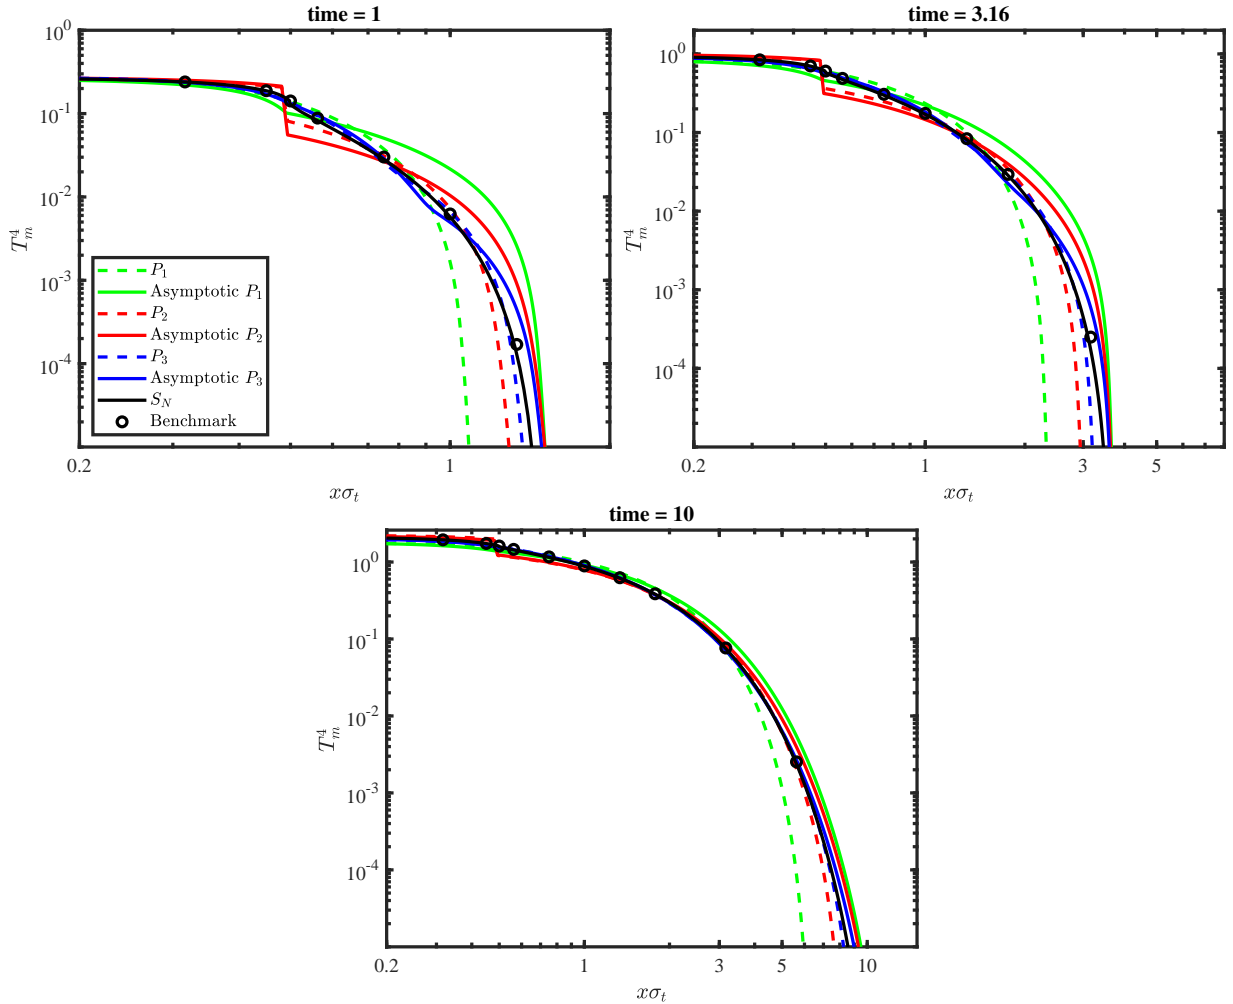 time = 1
10^0
10^-1
10^-2
10^-3
10^-4
T_m^4
0.2
1
xσ_t
P_1
Asymptotic P_1
P_2
Asymptotic P_2
P_3
Asymptotic P_3
S_N
Benchmark
time = 3.16
10^0
10^-1
10^-2
10^-3
10^-4
T_m^4
0.2
1
3
5
xσ_t
time = 10
10^0
10^-1
10^-2
10^-3
10^-4
T_m^4
0.2
1
3
5
10
xσ_t